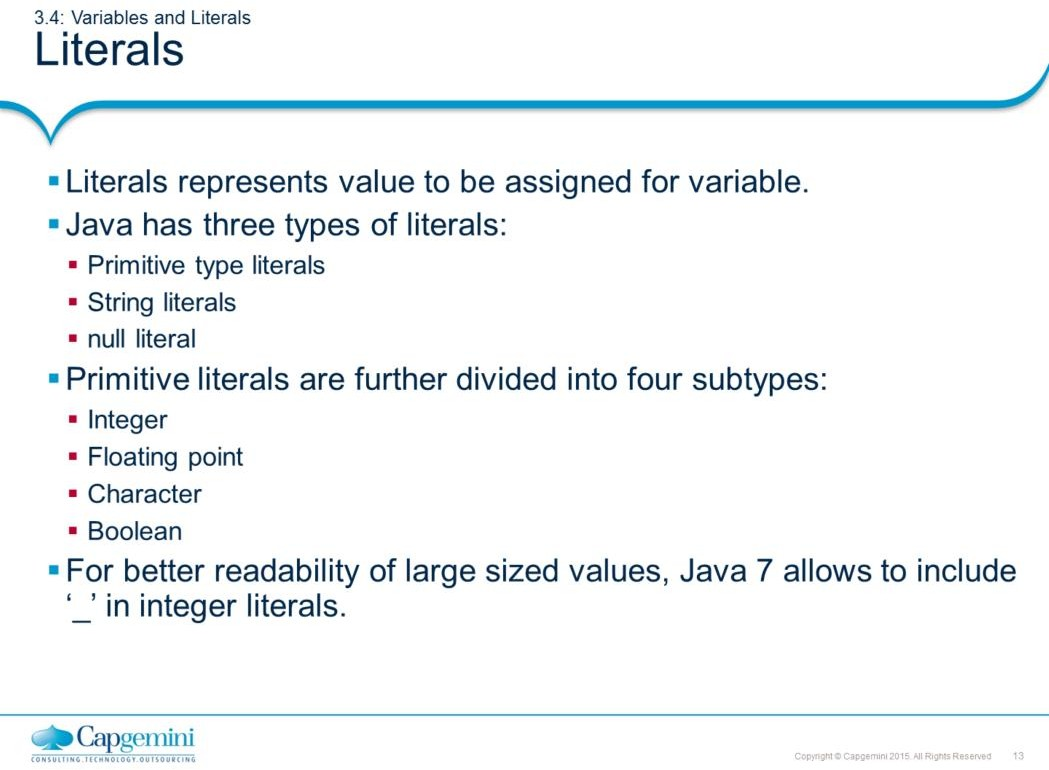 3.4: Variables and Literals
Literals
Literals represents value to be assigned for variable.
Java has three types of literals:
Primitive type literals
String literals
null literal
Primitive literals are further divided into four subtypes:
Integer
Floating point
Character
Boolean
For better readability of large sized values, Java 7 allows to include
‘_’ in integer literals.
Capgemini
CONSULTING.TECHNOLOGY.OUTSOURCING
Copyright © Capgemini 2015. All Rights Reserved 13